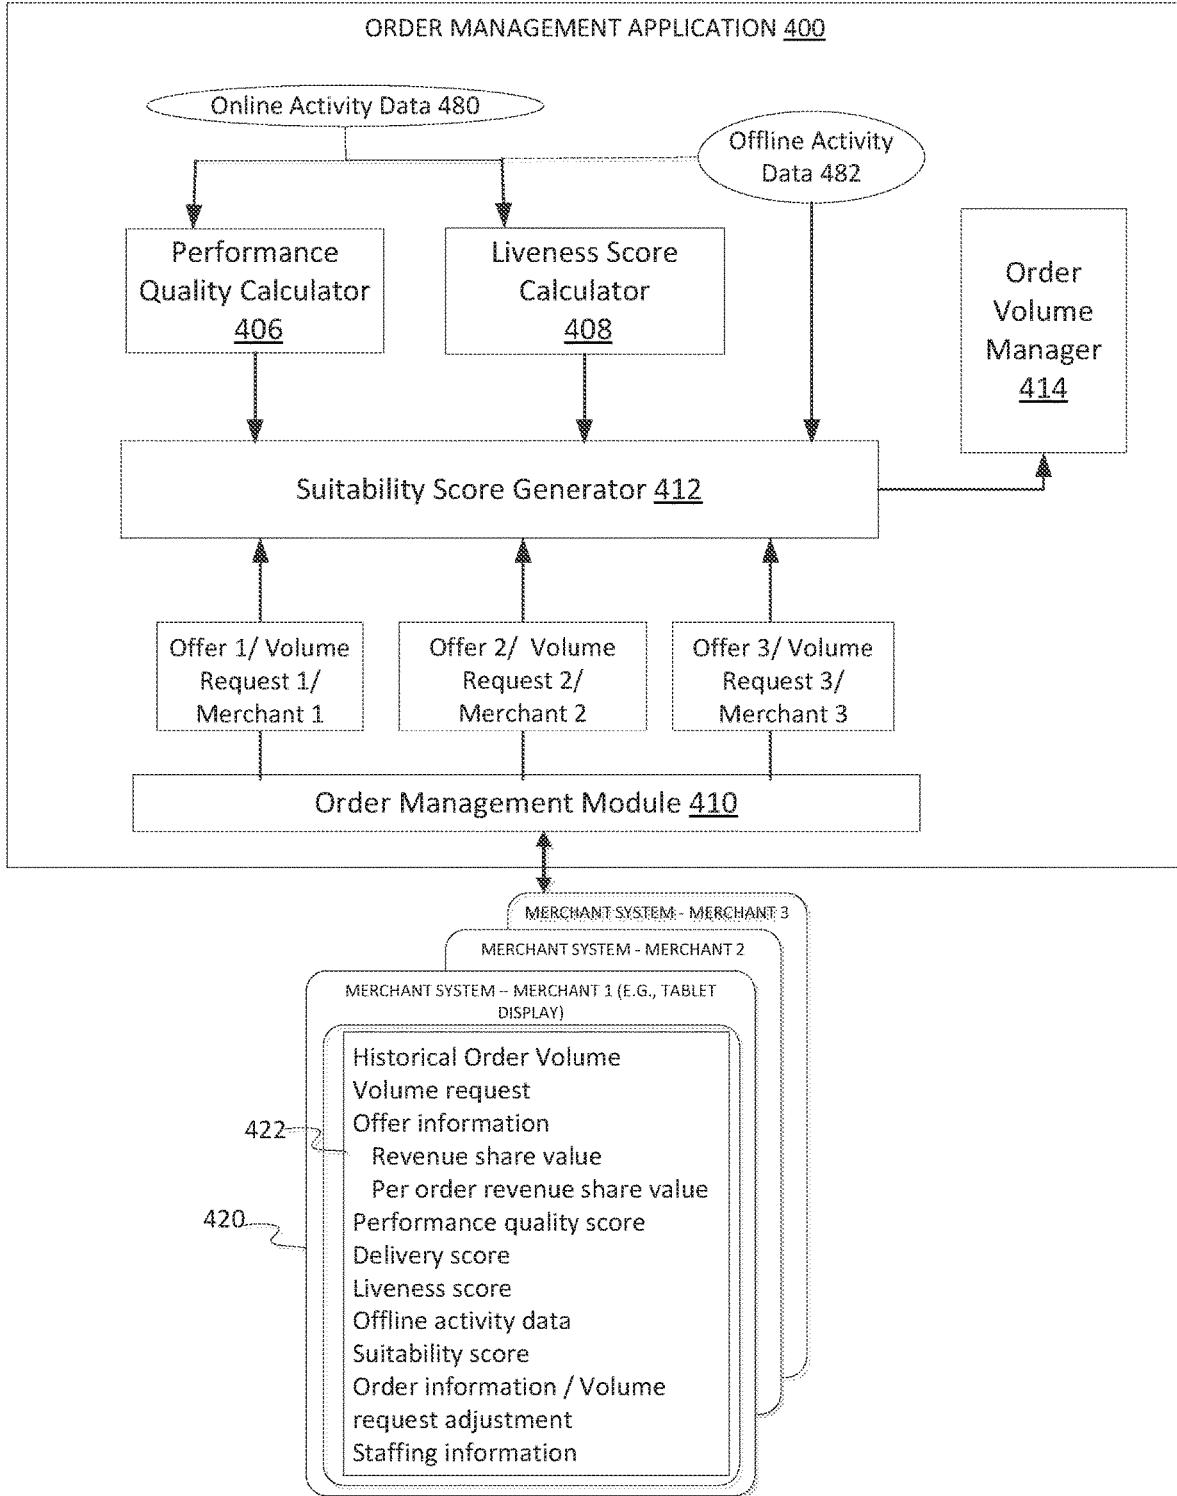 ORDER MANAGEMENT APPLICATION 400
Online Activity Data 480
Offline Activity
Data 482
Performance
Quality Calculator
406
Liveness Score
Calculator
408
Order
Volume
Manager
414
Suitability Score Generator 412
Offer 1/ Volume
Request 1/
Merchant 1
Offer 2/ Volume
Request 2/
Merchant 2
Offer 3/ Volume
Request 3/
Merchant 3
Order Management Module 410
MERCHANT SYSTEM - MERCHANT 3
MERCHANT SYSTEM - MERCHANT 2
MERCHANT SYSTEM – MERCHANT 1 (E.G., TABLET
DISPLAY)
Historical Order Volume
Volume request
Offer information
422
Revenue share value
Per order revenue share value
420
Performance quality score
Delivery score
Liveness score
Offline activity data
Suitability score
Order information / Volume
request adjustment
Staffing information